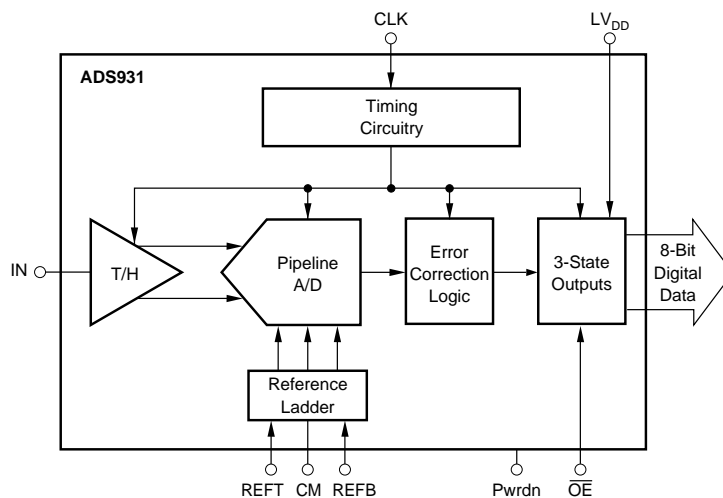 CLK
LVDD
ADS931
Timing
Circuitry
IN
T/H
Pipeline
A/D
Error
Correction
Logic
3-State
Outputs
8-Bit
Digital
Data
Reference
Ladder
REFT
CM
REFB
Pwrdn
OE